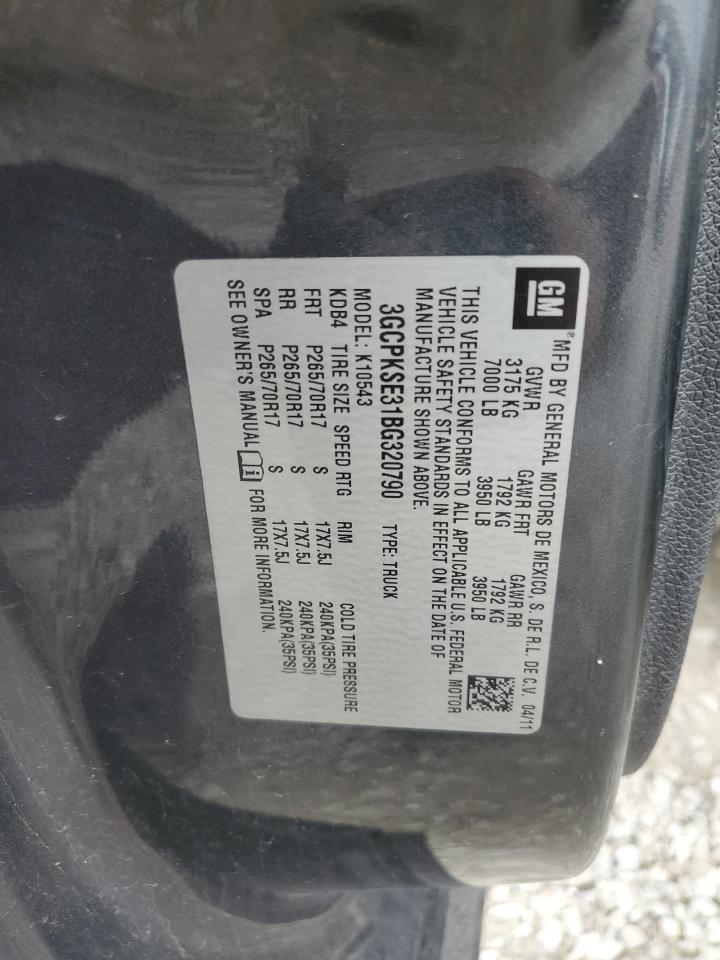 GM
® MFD BY GENERAL MOTORS DE MEXICO, S. DE R.L. DE C.V. 04/11
GVWR GAWR FRT GAWR RR
3175 KG 1792 KG 1792 KG
7000 LB 3950 LB 3950 LB
THIS VEHICLE CONFORMS TO ALL APPLICABLE U.S. FEDERAL MOTOR
VEHICLE SAFETY STANDARDS IN EFFECT ON THE DATE OF
MANUFACTURE SHOWN ABOVE.
3GCPKSE31BG320790 TYPE: TRUCK
MODEL: K10543
KDB4 TIRE SIZE SPEED RTG RIM COLD TIRE PRESSURE
FRT P265/70R17 S 17X7.5J 240KPA(35PSI)
RR P265/70R17 S 17X7.5J 240KPA(35PSI)
SPA P265/70R17 S 17X7.5J 240KPA(35PSI)
SEE OWNER'S MANUAL i FOR MORE INFORMATION.